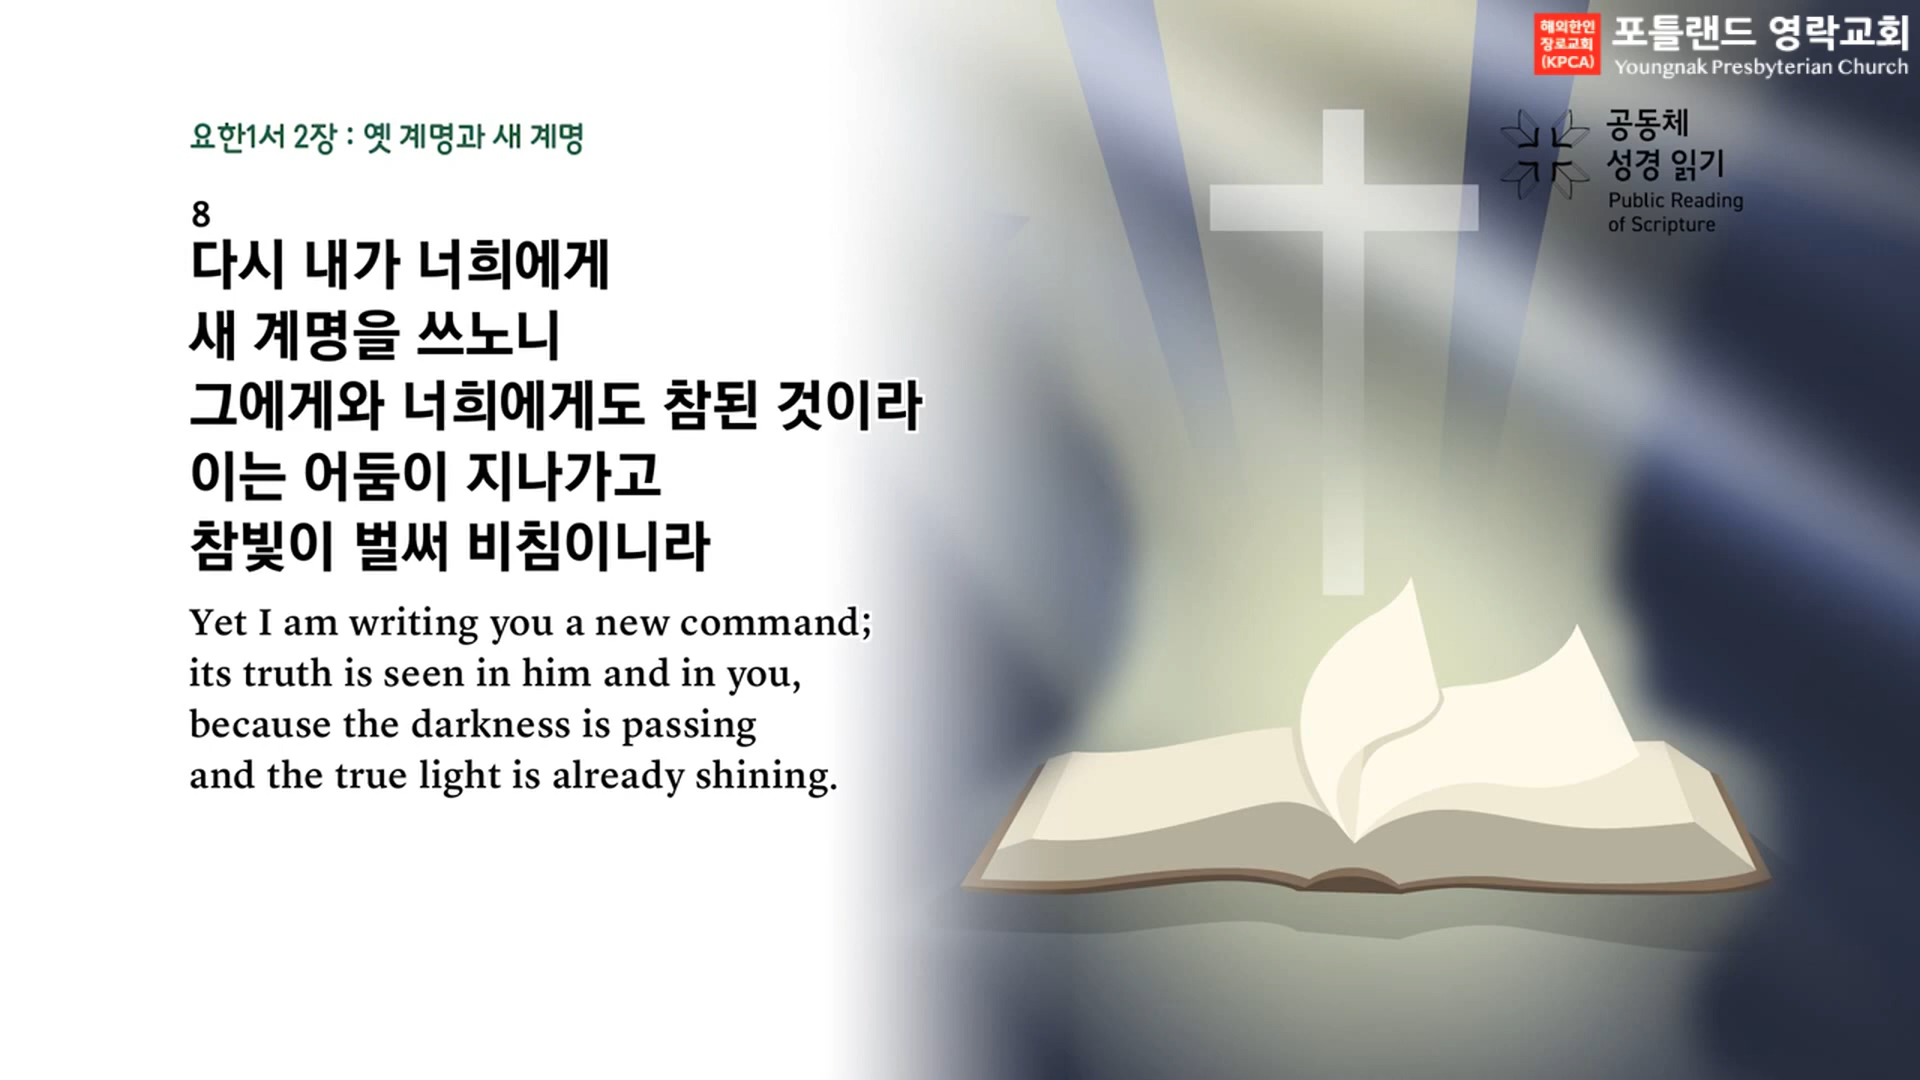 해외한인
장로교회
(KPCA)
포틀랜드 영락교회
Youngnak Presbyterian Church
공동체
성경 읽기
Public Reading
of Scripture
요한1서 2장 : 옛 계명과 새 계명
8
다시 내가 너희에게
새 계명을 쓰노니
그에게와 너희에게도 참된 것이라
이는 어둠이 지나가고
참빛이 벌써 비침이니라
Yet I am writing you a new command;
its truth is seen in him and in you,
because the darkness is passing
and the true light is already shining.